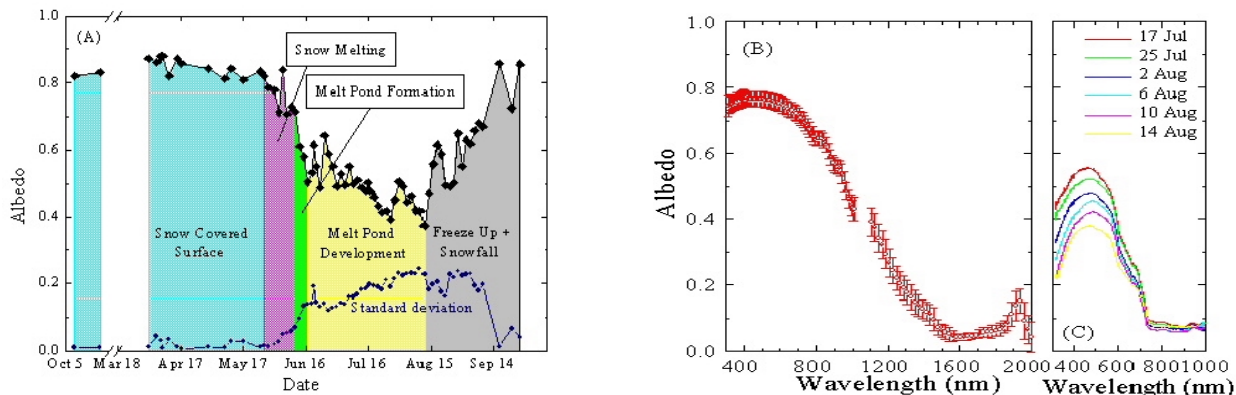 (A)
Snow Melting
Melt Pond Formation
Snow Covered
Surface
Melt Pond
Development
Freeze Up +
Snowfall
Standard deviation
Albedo
1.0
0.8
0.6
0.4
0.2
0.0
Oct 5 Mar 18 Apr 17 May 17 Jun 16 Jul 16 Aug 15 Sep 14
Date
(B)
Albedo
1.0
0.8
0.6
0.4
0.2
0.0
400 800 1200 1600 2000
Wavelength (nm)
17 Jul
25 Jul
2 Aug
6 Aug
10 Aug
14 Aug
(C)
400 600 800 1000
Wavelength (nm)